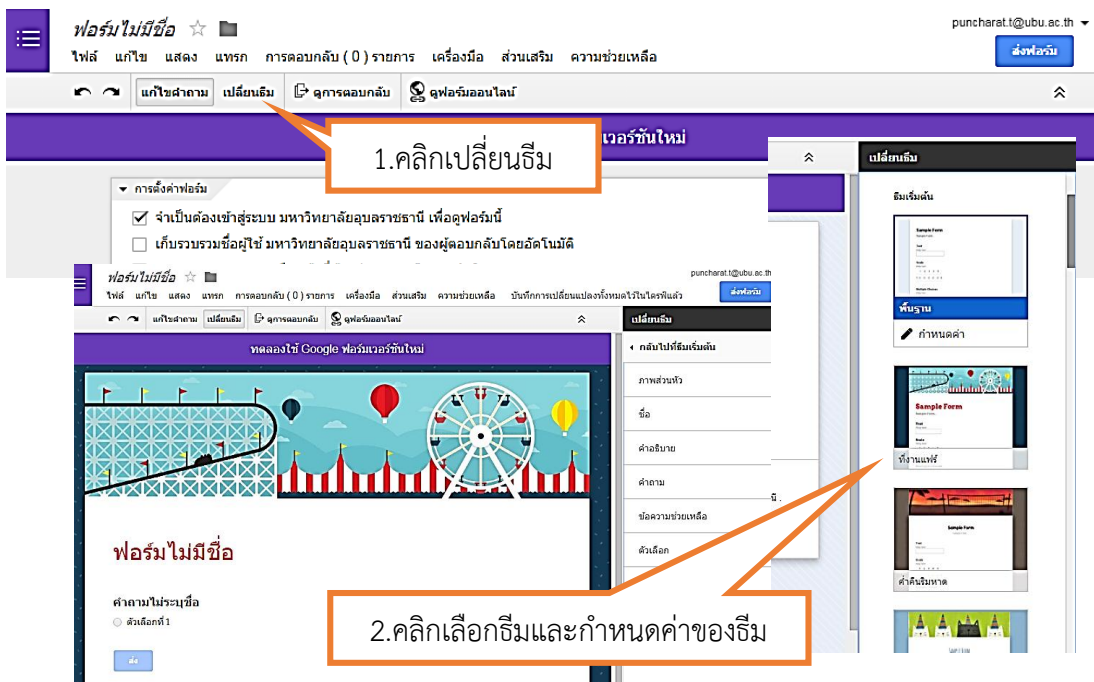 ฟอร์มไม่มีชื่อ
puncharat.t@ubu.ac.th
ไฟล์ แก้ไข แสดง แทรก การตอบกลับ ( 0 ) รายการ เครื่องมือ ส่วนเสริม ความช่วยเหลือ
ส่งฟอร์ม
แก้ไขคำถาม เปลี่ยนธีม ดูการตอบกลับ ดูฟอร์มออนไลน์
เวอร์ชันใหม่
1.คลิกเปลี่ยนธีม
การตั้งค่าฟอร์ม
จำเป็นต้องเข้าสู่ระบบ มหาวิทยาลัยอุบลราชธานี เพื่อดูฟอร์มนี้
เก็บรวบรวมชื่อผู้ใช้ มหาวิทยาลัยอุบลราชธานี ของผู้ตอบกลับโดยอัตโนมัติ
เปลี่ยนธีม
ธีมเริ่มต้น
Sample Form
พื้นฐาน
กำหนดค่า
Sample Form
ที่งานแฟร์
Sample Form
ค่ำคืนริมหาด
ฟอร์มไม่มีชื่อ
puncharat.t@ubu.ac.th
ไฟล์ แก้ไข แสดง แทรก การตอบกลับ ( 0 ) รายการ เครื่องมือ ส่วนเสริม ความช่วยเหลือ บันทึกการเปลี่ยนแปลงทั้งหมดไว้ในไดรฟ์แล้ว
ส่งฟอร์ม
แก้ไขคำถาม เปลี่ยนธีม ดูการตอบกลับ ดูฟอร์มออนไลน์
เปลี่ยนธีม
ทดลองใช้ Google ฟอร์มเวอร์ชันใหม่
กลับไปที่ธีมเริ่มต้น
ภาพส่วนหัว
ชื่อ
คำอธิบาย
คำถาม
ข้อความช่วยเหลือ
ตัวเลือก
ฟอร์มไม่มีชื่อ
คำถามไม่ระบุชื่อ
ตัวเลือกที่ 1
ส่ง
2.คลิกเลือกธีมและกำหนดค่าของธีม